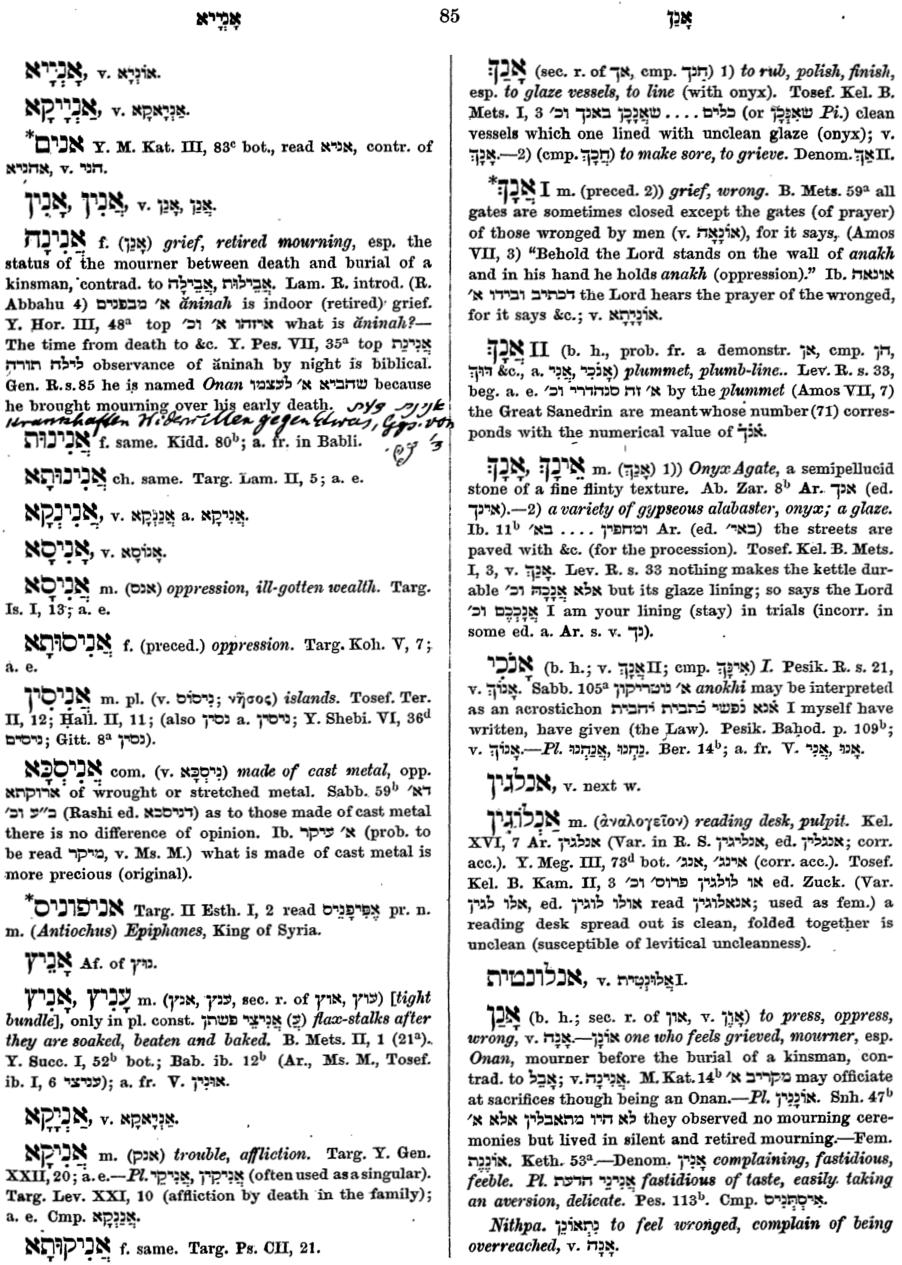 אָנִיָּיא 85 אָנַךְ
אָנְיָיא, v. אוֹנְיָא.
אַנְיָיקָא, v. אַנְיָאקָא.
*אנים Y. M. Kat. III, 83ᶜ bot., read אניא, contr. of
אחניא, v. חני.
אָנִין, אָנֵין, v. אָנַן, אָנֵן.
אֲנִינָה f. (אָנַן) grief, retired mourning, esp. the
status of the mourner between death and burial of a
kinsman, contrad. to אֲבֵילוּת, אֲבֵילָה. Lam. R. introd. (R.
Abbahu 4) א' מבפנים ăninah is indoor (retired) grief.
Y. Hor. III, 48ᵃ top איזהו א' וכ' what is ăninah?—
The time from death to &c. Y. Pes. VII, 35ᵃ top אֲנִינַת
לילה תורה observance of ăninah by night is biblical.
Gen. R. s. 85 he is named Onan שהביא א' לעצמו because
he brought mourning over his early death.
Krankhaften Widerwillen gegen Etwas, von
אֲנִינוּת f. same. Kidd. 80ᵇ; a. fr. in Babli.
אֲנִינוּתָא ch. same. Targ. Lam. II, 5; a. e.
אֲנִינְקָא, v. אֲנַנְקָא a. אֲנִיקָא.
אָנִיסָא, v. אָנוֹסָא.
אֲנִיסָא m. (אנס) oppression, ill-gotten wealth. Targ.
Is. I, 13; a. e.
אֲנִיסוּתָא f. (preced.) oppression. Targ. Koh. V, 7;
a. e.
אֲנִיסִין m. pl. (v. נִיסוֹס; νῆσος) islands. Tosef. Ter.
II, 12; Ḥall. II, 11; (also נסין a. ניסין; Y. Shebi. VI, 36ᵈ
ניסים; Gitt. 8ᵃ נסין).
אֲנִיסְכָּא com. (v. נִיסְכָּא) made of cast metal, opp.
ארוקתא of wrought or stretched metal. Sabb. 59ᵇ דא'
כ"ע וכ' (Rashi ed. דניסכא) as to those made of cast metal
there is no difference of opinion. Ib. א' עיקר (prob. to
be read מיקר, v. Ms. M.) what is made of cast metal is
more precious (original).
*אניפוניס Targ. II Esth. I, 2 read אֶפִּיפָנִיס pr. n.
m. (Antiochus) Epiphanes, King of Syria.
אָנֵיץ Af. of נוּץ.
אָנִיץ, עָנִיץ m. (אנץ, ענץ, sec. r. of אוץ, עוץ) [tight
bundle], only in pl. const. אֲנִיצֵי פשתן (עֲ) flax-stalks after
they are soaked, beaten and baked. B. Mets. II, 1 (21ᵃ).
Y. Succ. I, 52ᵇ bot.; Bab. ib. 12ᵇ (Ar., Ms. M., Tosef.
ib. I, 6 עניצי); a. fr. V. אוּנִין.
אַנְיָקָא, v. אַנְיָאקָא.
אֲנִיקָא m. (אנק) trouble, affliction. Targ. Y. Gen.
XXII, 20; a. e.—Pl. אֲנִיקִין, אֲנִיקֵי (often used as a singular).
Targ. Lev. XXI, 10 (affliction by death in the family);
a. e. Cmp. אֲנַנְקָא.
אֲנִיקוּתָא f. same. Targ. Ps. CII, 21.
אָנַךְ (sec. r. of אך, cmp. חנך) 1) to rub, polish, finish,
esp. to glaze vessels, to line (with onyx). Tosef. Kel. B.
Mets. I, 3 כלים .... שאֲנָכָן באנך וכ' (or שאִנְּכָן Pi.) clean
vessels which one lined with unclean glaze (onyx); v.
אֲנָךְ.—2) (cmp. חָכַךְ) to make sore, to grieve. Denom. אֲנָךְ II.
*אֲנָךְ I m. (preced. 2)) grief, wrong. B. Mets. 59ᵃ all
gates are sometimes closed except the gates (of prayer)
of those wronged by men (v. אוֹנָאָה), for it says, (Amos
VII, 3) "Behold the Lord stands on the wall of anakh
and in his hand he holds anakh (oppression)." Ib. אונאה
דכתיב ובידו א' the Lord hears the prayer of the wronged,
for it says &c.; v. אוֹנָיְתָא.
אֲנָךְ II (b. h., prob. fr. a demonstr. אן, cmp. הן,
הוּךְ &c., a. אֲנִי, אָנֹכִי) plummet, plumb-line. Lev. R. s. 33,
beg. a. e. א' זה סנהדרי וכ' by the plummet (Amos VII, 7)
the Great Sanedrin are meant whose number (71) corres-
ponds with the numerical value of אנך.
אֲנָךְ, אִינָךְ m. (אָנַךְ) 1)) Onyx Agate, a semipellucid
stone of a fine flinty texture. Ab. Zar. 8ᵇ Ar. אנך (ed.
אינך).—2) a variety of gypseous alabaster, onyx; a glaze.
Ib. 11ᵇ ומחפין .... בא' Ar. (ed. באי') the streets are
paved with &c. (for the procession). Tosef. Kel. B. Mets.
I, 3, v. אָנַךְ. Lev. R. s. 33 nothing makes the kettle dur-
able אלא אֲנָכָהּ וכ' but its glaze lining; so says the Lord
אֲנָכְכֶם וכ' I am your lining (stay) in trials (incorr. in
some ed. a. Ar. s. v. נך).
אָנֹכִי (b. h.; v. אֲנָךְ II; cmp. אִינָךְ) I. Pesik. R. s. 21,
v. אָנוֹךְ. Sabb. 105ᵃ א' נוטריקון anokhi may be interpreted
as an acrostichon אנא נפשי כתבית יהבית I myself have
written, have given (the Law). Pesik. Baḥod. p. 109ᵇ;
v. אָנוֹךְ.—Pl. אֲנַחְנוּ, נַחְנוּ. Ber. 14ᵇ; a. fr. V. אֲנִי, אָנוּ.
אנלגין, v. next w.
אַנְלוֹגִין m. (ἀναλογεῖον) reading desk, pulpit. Kel.
XVI, 7 Ar. אנלגין (Var. in R. S. אנליגין, ed. אנגלין; corr.
acc.). Y. Meg. III, 73ᵈ bot. אינג', אנג' (corr. acc.). Tosef.
Kel. B. Kam. II, 3 או לולגין פרוס' וכ' ed. Zuck. (Var.
אלו לגין, ed. אולו לוגין read אנאלוגין; used as fem.) a
reading desk spread out is clean, folded together is
unclean (susceptible of levitical uncleanness).
אנלונטית, v. אֲלוּנְטִית I.
אָנַן (b. h.; sec. r. of און, v. אָוֶן) to press, oppress,
wrong, v. אָנָה.—אוֹנֵן one who feels grieved, mourner, esp.
Onan, mourner before the burial of a kinsman, con-
trad. to אָבֵל; v. אֲנִינָה. M. Kat. 14ᵇ מקריב א' may officiate
at sacrifices though being an Onan.—Pl. אוֹנְנִין. Snh. 47ᵇ
לא היו מתאבלין אלא א' they observed no mourning cere-
monies but lived in silent and retired mourning.—Fem.
אוֹנֶנֶת. Keth. 53ᵃ.—Denom. אָנִין complaining, fastidious,
feeble. Pl. אֲנִינֵי הדעת fastidious of taste, easily taking
an aversion, delicate. Pes. 113ᵇ. Cmp. אִיסְתְּנִיס.
Nithpa. נִתְאוֹנֵן to feel wronged, complain of being
overreached, v. אָנָה.